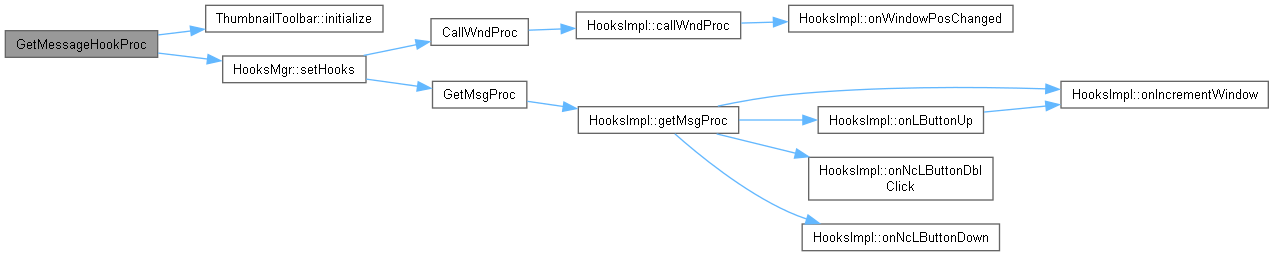 GetMessageHookProc
ThumbnailToolbar::initialize
HooksMgr::setHooks
CallWndProc
GetMsgProc
HooksImpl::callWndProc
HooksImpl::getMsgProc
HooksImpl::onWindowPosChanged
HooksImpl::onIncrementWindow
HooksImpl::onLButtonUp
HooksImpl::onNcLButtonDbl
Click
HooksImpl::onNcLButtonDown